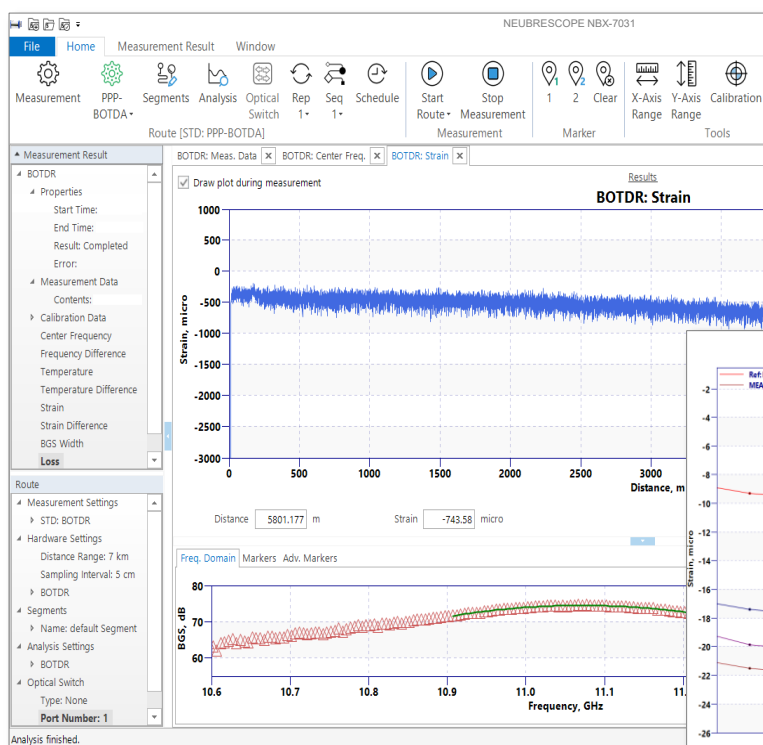 NEUBRESCOPE NBX-7031
File Home Measurement Result Window
Measurement PPP-BOTDA Segments Analysis Optical Switch Rep 1 Seq 1 Schedule Start Route Stop Measurement 1 2 Clear X-Axis Range Y-Axis Range Calibration
Route [STD: PPP-BOTDA] Measurement Marker Tools
Measurement Result
BOTDR
Properties
Start Time:
End Time:
Result: Completed
Error:
Measurement Data
Contents:
Calibration Data
Center Frequency
Frequency Difference
Temperature
Temperature Difference
Strain
Strain Difference
BGS Width
Loss
Route
Measurement Settings
STD: BOTDR
Hardware Settings
Distance Range: 7 km
Sampling Interval: 5 cm
BOTDR
Segments
Name: default Segment
Analysis Settings
BOTDR
Optical Switch
Type: None
Port Number: 1
Analysis finished.
BOTDR: Meas. Data BOTDR: Center Freq. BOTDR: Strain
Draw plot during measurement
Results
BOTDR: Strain
Strain, micro
1000
500
0
-500
-1000
-1500
-2000
-2500
-3000
0 500 1000 1500 2000 2500 3000
Distance, m
Distance 5801.177 m Strain -743.58 micro
Freq. Domain Markers Adv. Markers
BGS, dB
80
70
60
10.6 10.7 10.8 10.9 11.0 11.1 11.
Frequency, GHz
Ref:
MEA
Strain, micro
-2
-4
-6
-8
-10
-12
-14
-16
-18
-20
-22
-24
-26